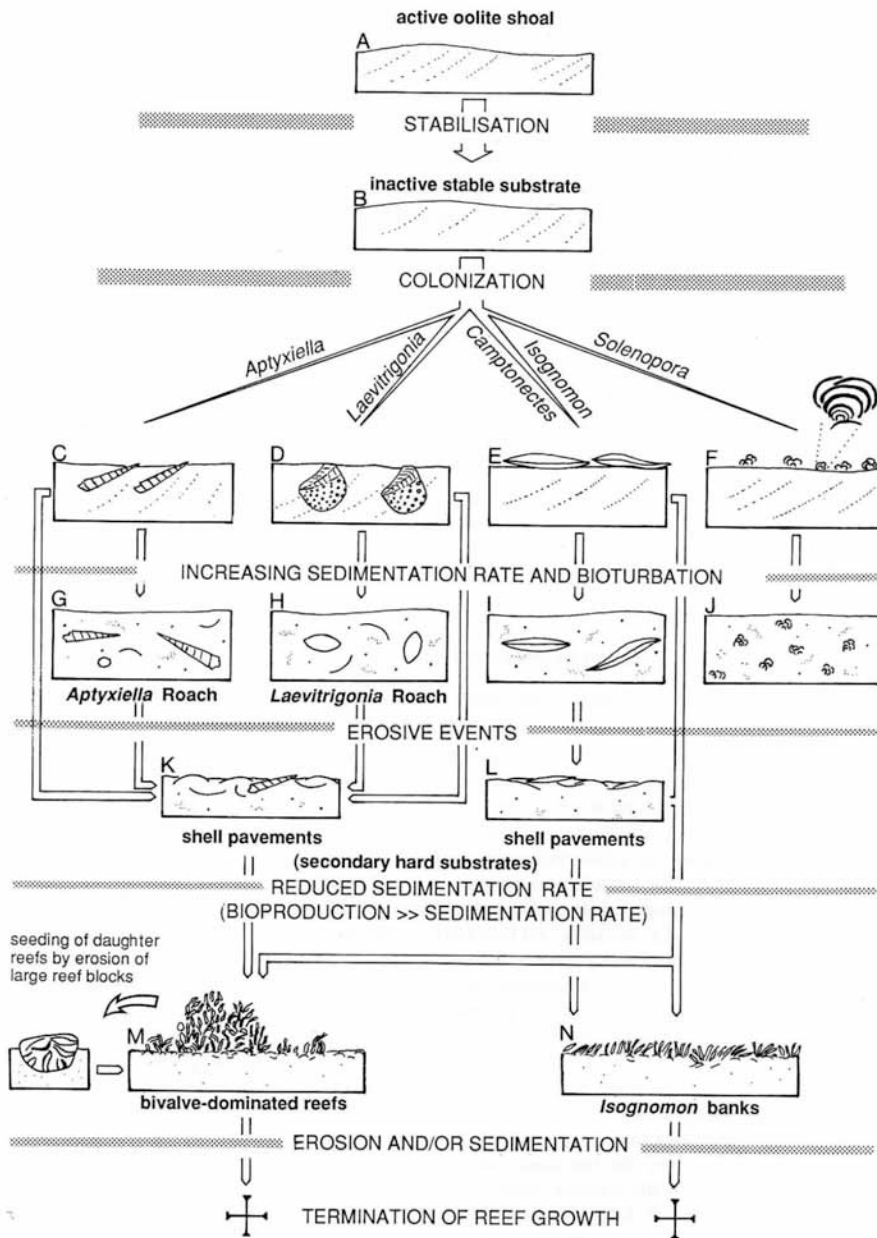 active oolite shoal
A
STABILISATION
inactive stable substrate
B
COLONIZATION
Aptyxiella
Laevitrigonia
Camptonectes
Isognomon
Solenopora
C
D
E
F
INCREASING SEDIMENTATION RATE AND BIOTURBATION
G
H
I
J
Aptyxiella Roach
Laevitrigonia Roach
EROSIVE EVENTS
K
L
shell pavements
shell pavements
(secondary hard substrates)
REDUCED SEDIMENTATION RATE
(BIOPRODUCTION >> SEDIMENTATION RATE)
seeding of daughter
reefs by erosion of
large reef blocks
M
N
bivalve-dominated reefs
Isognomon banks
EROSION AND/OR SEDIMENTATION
TERMINATION OF REEF GROWTH